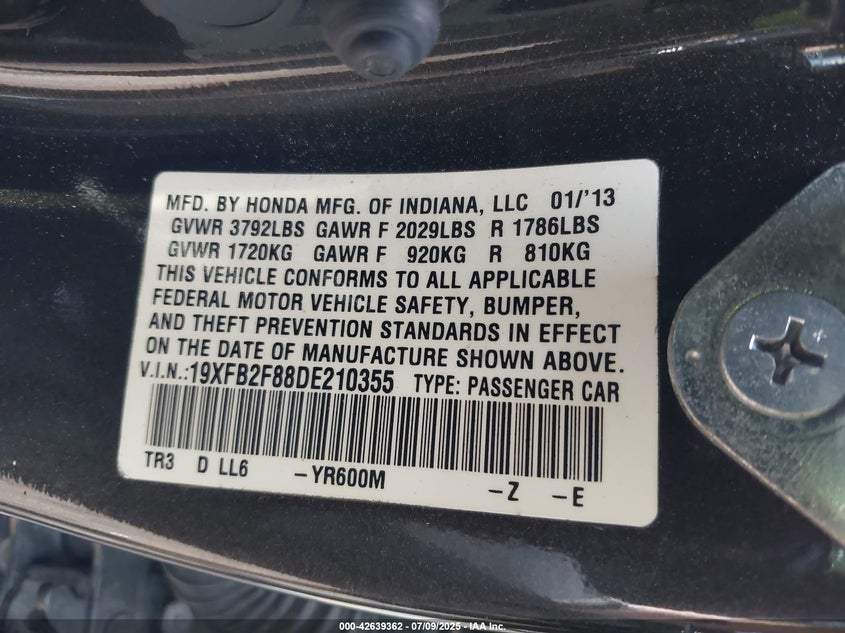 MFD. BY HONDA MFG. OF INDIANA, LLC 01/'13
GVWR 3792LBS GAWR F 2029LBS R 1786LBS
GVWR 1720KG GAWR F 920KG R 810KG
THIS VEHICLE CONFORMS TO ALL APPLICABLE
FEDERAL MOTOR VEHICLE SAFETY, BUMPER,
AND THEFT PREVENTION STANDARDS IN EFFECT
ON THE DATE OF MANUFACTURE SHOWN ABOVE.
V.I.N.:19XFB2F88DE210355 TYPE: PASSENGER CAR
TR3 D LL6 -YR600M -Z -E
000-42639362 | 07/09/2025 | IAA Inc.